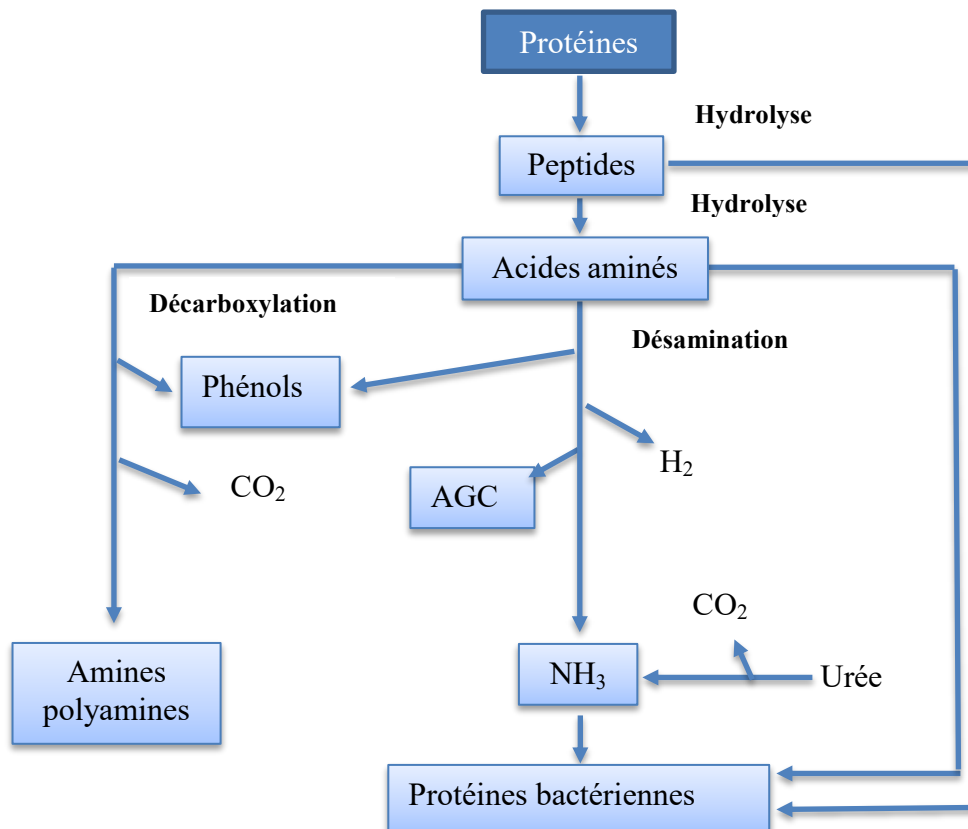 Protéines
Hydrolyse
Peptides
Hydrolyse
Acides aminés
Décarboxylation
Désamination
Phénols
H₂
CO₂
AGC
CO₂
NH₃
Urée
Amines
polyamines
Protéines bactériennes